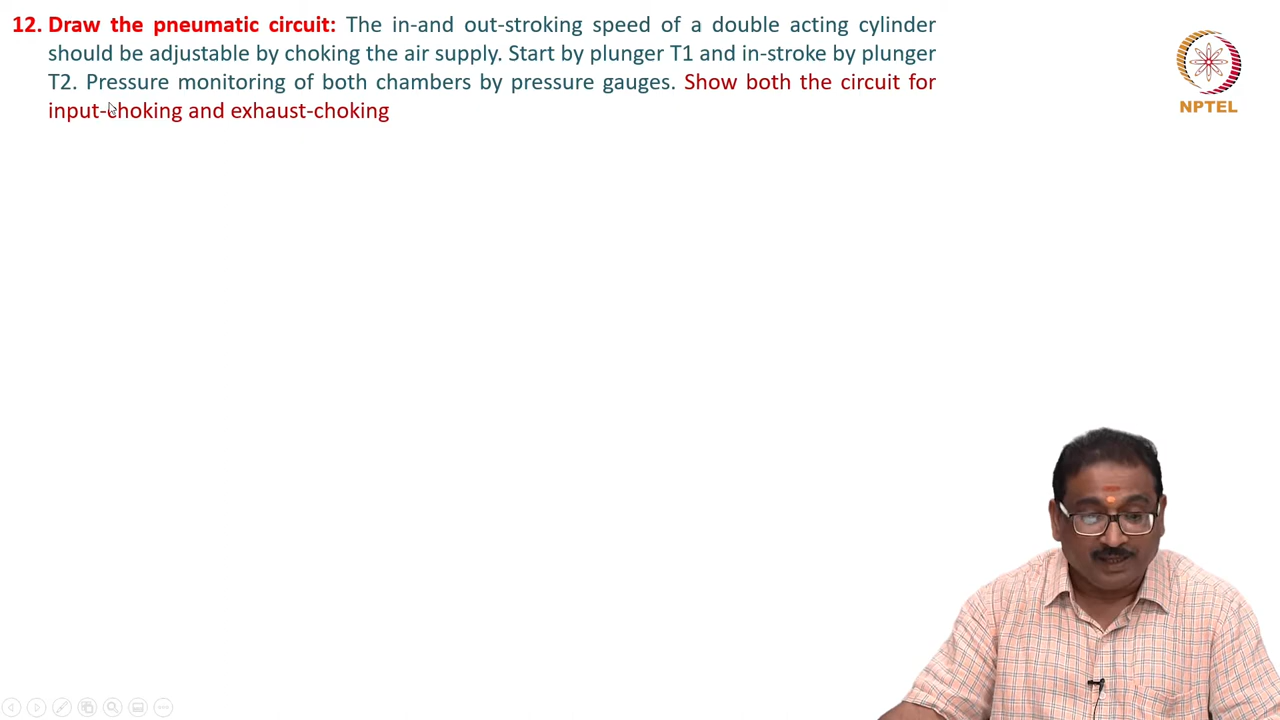 12. Draw the pneumatic circuit: The in-and out-stroking speed of a double acting cylinder
should be adjustable by choking the air supply. Start by plunger T1 and in-stroke by plunger
T2. Pressure monitoring of both chambers by pressure gauges. Show both the circuit for
input-choking and exhaust-choking
NPTEL